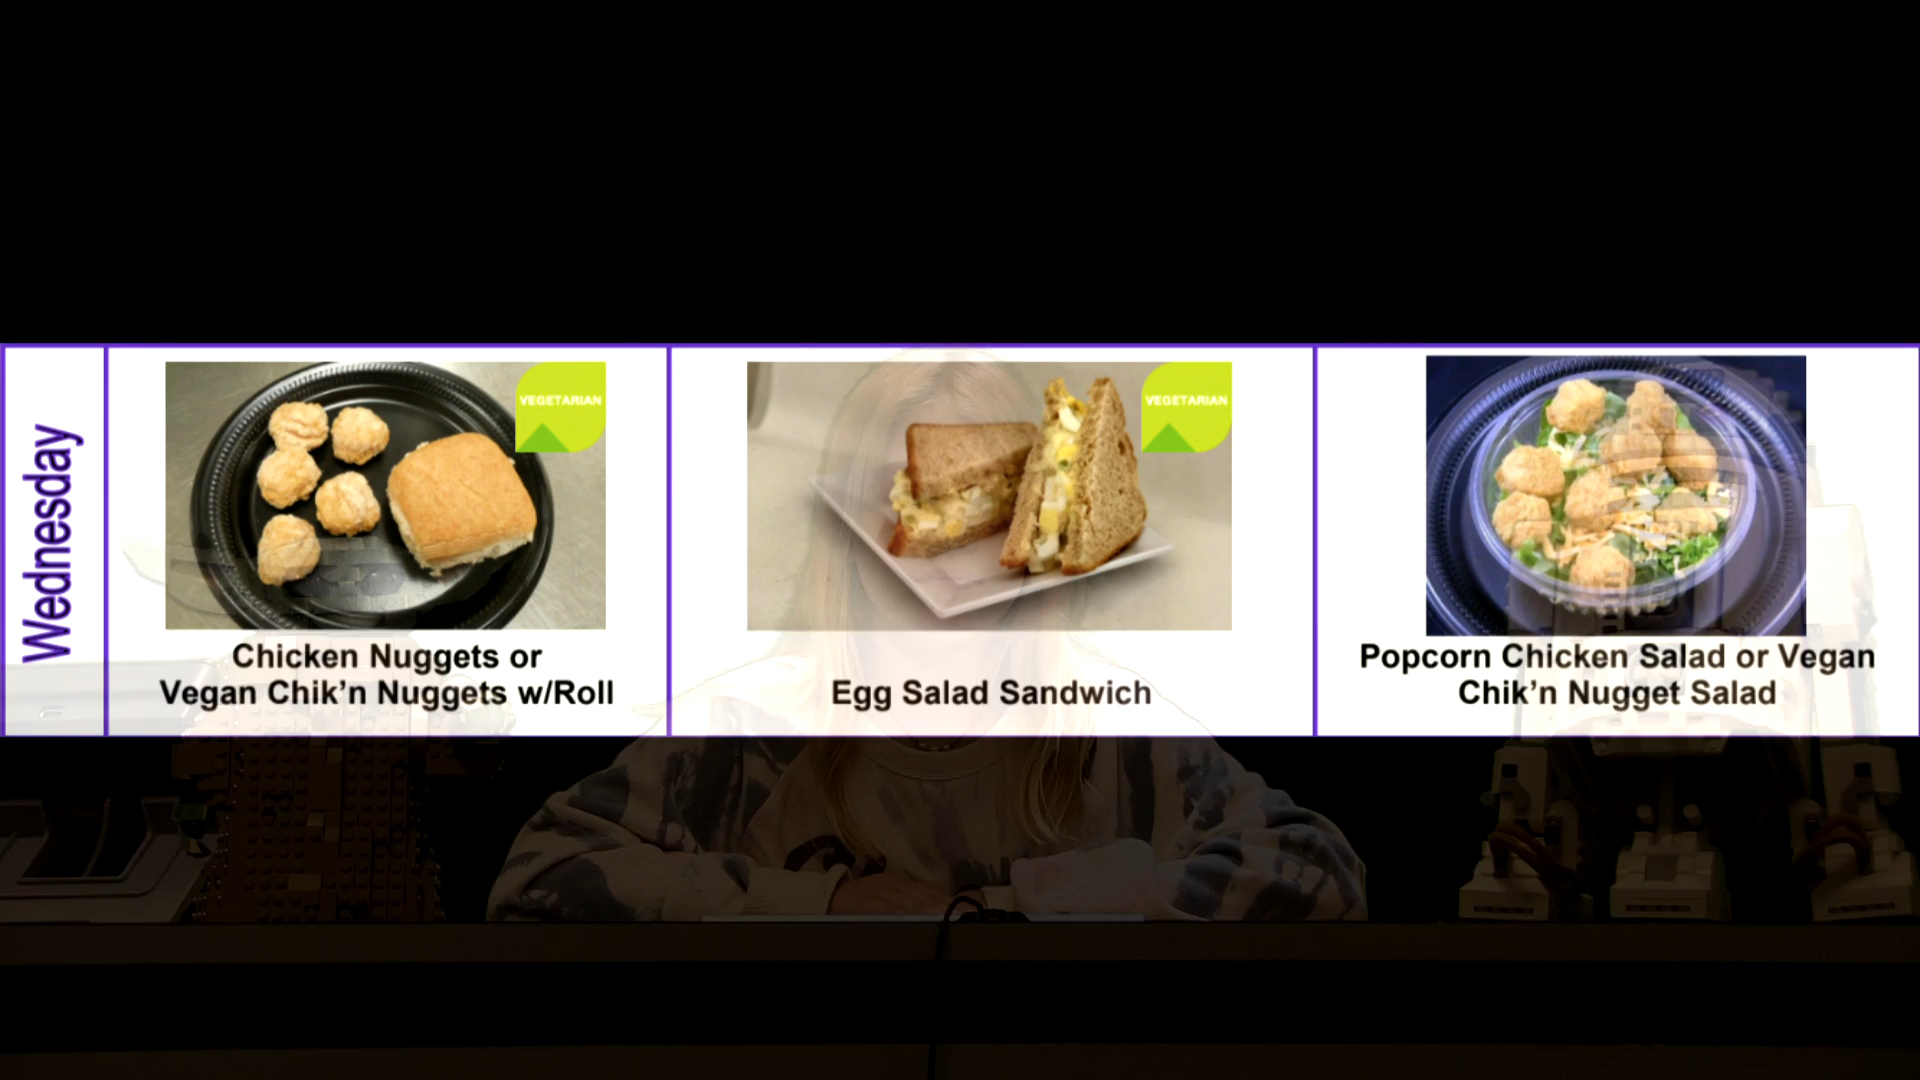 Wednesday
VEGETARIAN
Chicken Nuggets or
Vegan Chik’n Nuggets w/Roll
VEGETARIAN
Egg Salad Sandwich
Popcorn Chicken Salad or Vegan
Chik’n Nugget Salad